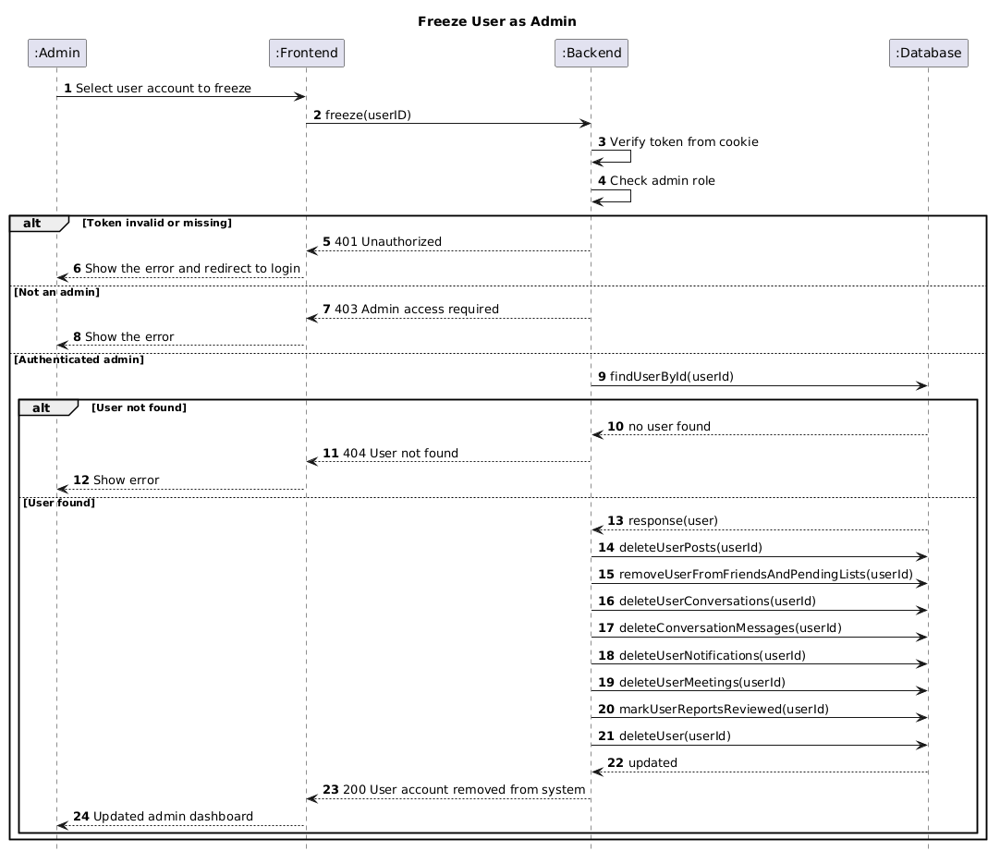 Freeze User as Admin
:Admin :Frontend :Backend :Database
1 Select user account to freeze
2 freeze(userID)
3 Verify token from cookie
4 Check admin role
alt [Token invalid or missing]
5 401 Unauthorized
6 Show the error and redirect to login
[Not an admin]
7 403 Admin access required
8 Show the error
[Authenticated admin]
9 findUserById(userId)
alt [User not found]
10 no user found
11 404 User not found
12 Show error
[User found]
13 response(user)
14 deleteUserPosts(userId)
15 removeUserFromFriendsAndPendingLists(userId)
16 deleteUserConversations(userId)
17 deleteConversationMessages(userId)
18 deleteUserNotifications(userId)
19 deleteUserMeetings(userId)
20 markUserReportsReviewed(userId)
21 deleteUser(userId)
22 updated
23 200 User account removed from system
24 Updated admin dashboard